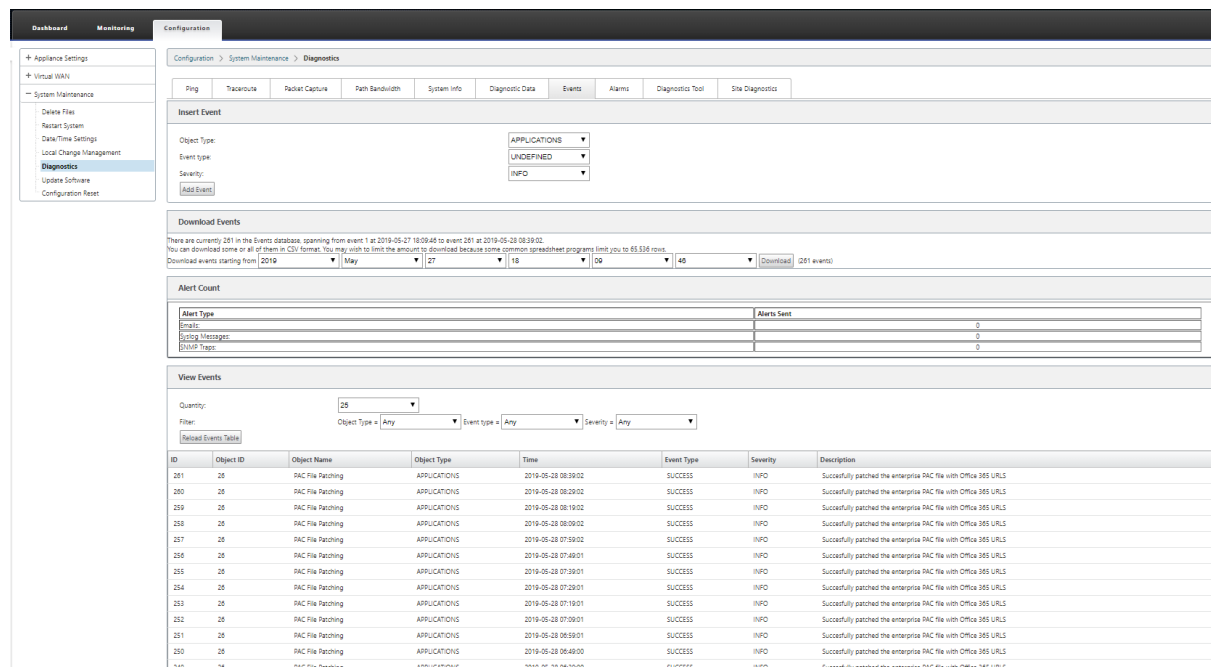 Dashboard Monitoring Configuration
+ Appliance Settings
+ Virtual WAN
− System Maintenance
Delete Files
Restart System
Date/Time Settings
Local Change Management
Diagnostics
Update Software
Configuration Reset
Configuration > System Maintenance > Diagnostics
Ping Traceroute Packet Capture Path Bandwidth System Info Diagnostic Data Events Alarms Diagnostics Tool Site Diagnostics
Insert Event
Object Type: APPLICATIONS
Event type: UNDEFINED
Severity: INFO
Add Event
Download Events
There are currently 261 in the Events database, spanning from event 1 at 2019-05-27 18:09:46 to event 261 at 2019-05-28 08:39:02.
You can download some or all of them in CSV format. You may wish to limit the amount to download because some common spreadsheet programs limit you to 65,536 rows.
Download events starting from 2019 May 27 18 09 46 Download (261 events)
Alert Count
Alert Type Alerts Sent
Emails: 0
Syslog Messages: 0
SNMP Traps: 0
View Events
Quantity: 25
Filter: Object Type = Any Event type = Any Severity = Any
Reload Events Table
ID Object ID Object Name Object Type Time Event Type Severity Description
261 26 PAC File Patching APPLICATIONS 2019-05-28 08:39:02 SUCCESS INFO Succesfully patched the enterprise PAC file with Office 365 URLS
260 26 PAC File Patching APPLICATIONS 2019-05-28 08:29:02 SUCCESS INFO Succesfully patched the enterprise PAC file with Office 365 URLS
259 26 PAC File Patching APPLICATIONS 2019-05-28 08:19:02 SUCCESS INFO Succesfully patched the enterprise PAC file with Office 365 URLS
258 26 PAC File Patching APPLICATIONS 2019-05-28 08:09:02 SUCCESS INFO Succesfully patched the enterprise PAC file with Office 365 URLS
257 26 PAC File Patching APPLICATIONS 2019-05-28 07:59:02 SUCCESS INFO Succesfully patched the enterprise PAC file with Office 365 URLS
256 26 PAC File Patching APPLICATIONS 2019-05-28 07:49:01 SUCCESS INFO Succesfully patched the enterprise PAC file with Office 365 URLS
255 26 PAC File Patching APPLICATIONS 2019-05-28 07:39:01 SUCCESS INFO Succesfully patched the enterprise PAC file with Office 365 URLS
254 26 PAC File Patching APPLICATIONS 2019-05-28 07:29:01 SUCCESS INFO Succesfully patched the enterprise PAC file with Office 365 URLS
253 26 PAC File Patching APPLICATIONS 2019-05-28 07:19:01 SUCCESS INFO Succesfully patched the enterprise PAC file with Office 365 URLS
252 26 PAC File Patching APPLICATIONS 2019-05-28 07:09:01 SUCCESS INFO Succesfully patched the enterprise PAC file with Office 365 URLS
251 26 PAC File Patching APPLICATIONS 2019-05-28 06:59:01 SUCCESS INFO Succesfully patched the enterprise PAC file with Office 365 URLS
250 26 PAC File Patching APPLICATIONS 2019-05-28 06:49:00 SUCCESS INFO Succesfully patched the enterprise PAC file with Office 365 URLS